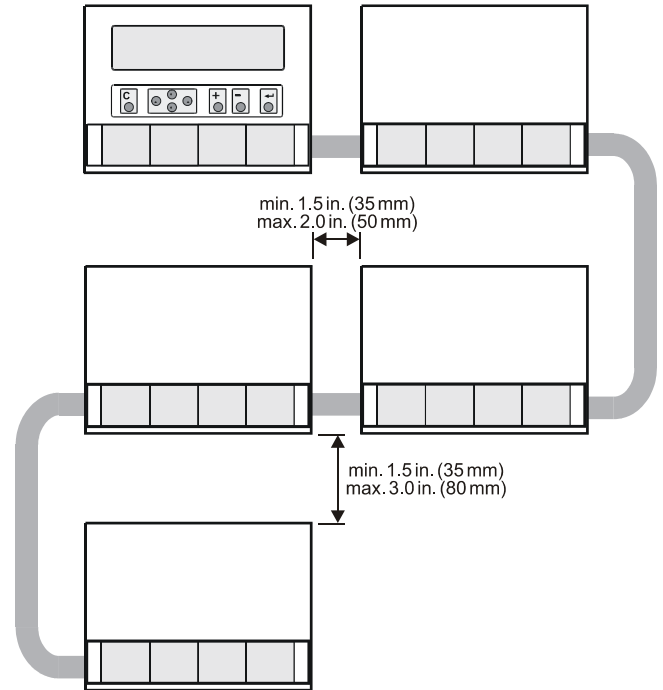 C
+
-
↵
min. 1.5 in. (35 mm)
max. 2.0 in. (50 mm)
min. 1.5 in. (35 mm)
max. 3.0 in. (80 mm)